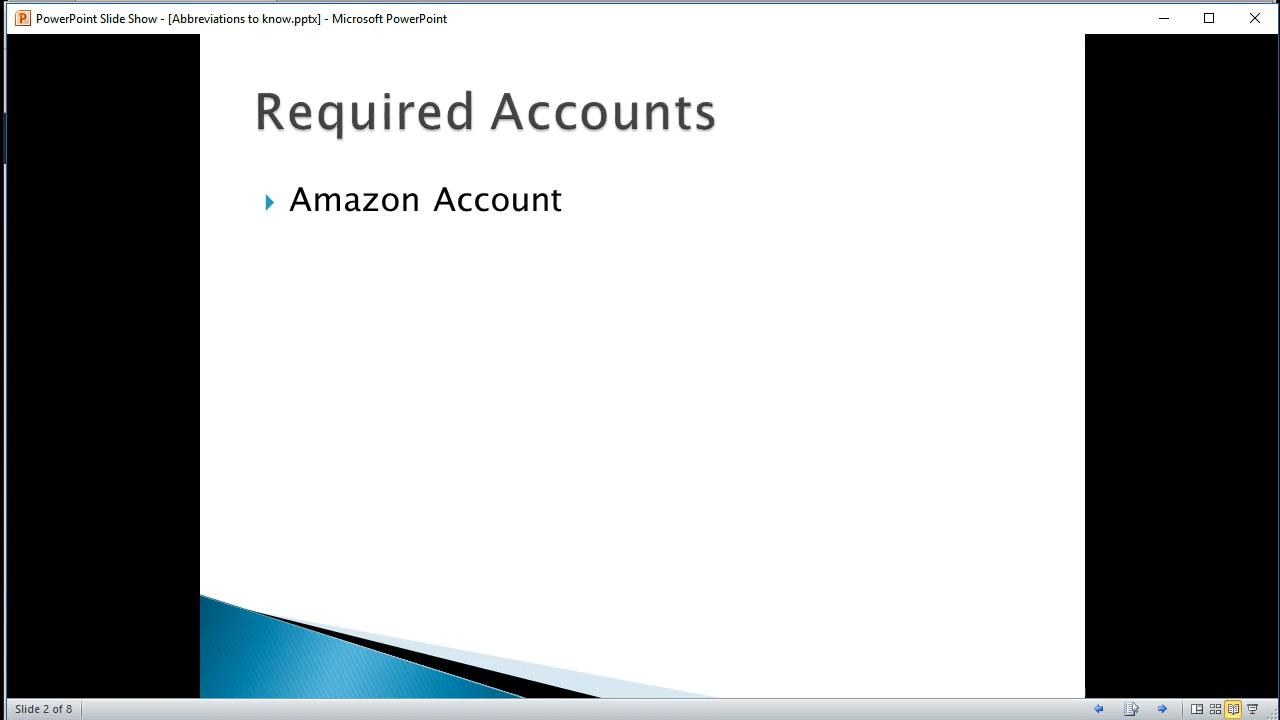 PowerPoint Slide Show - [Abbreviations to know.pptx] - Microsoft PowerPoint
Required Accounts
Amazon Account
Slide 2 of 8